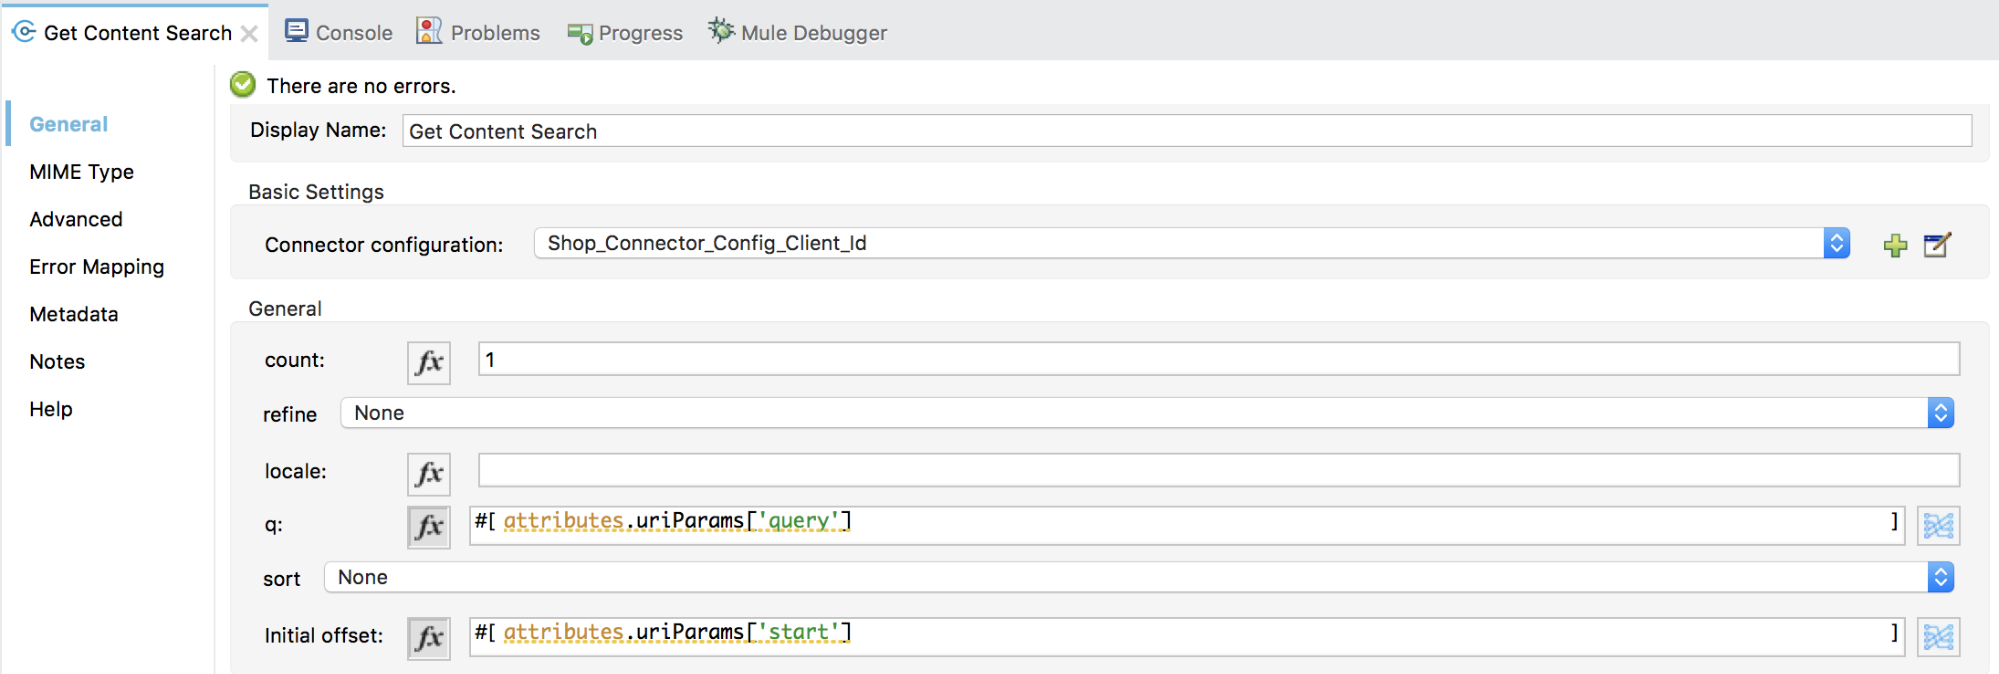 Get Content Search Console Problems Progress Mule Debugger
There are no errors.
General
Display Name: Get Content Search
MIME Type
Basic Settings
Advanced
Connector configuration: Shop_Connector_Config_Client_Id
Error Mapping
Metadata
General
Notes
count: fx 1
Help
refine None
locale: fx
q: fx #[ attributes.uriParams['query'] ]
sort None
Initial offset: fx #[ attributes.uriParams['start'] ]